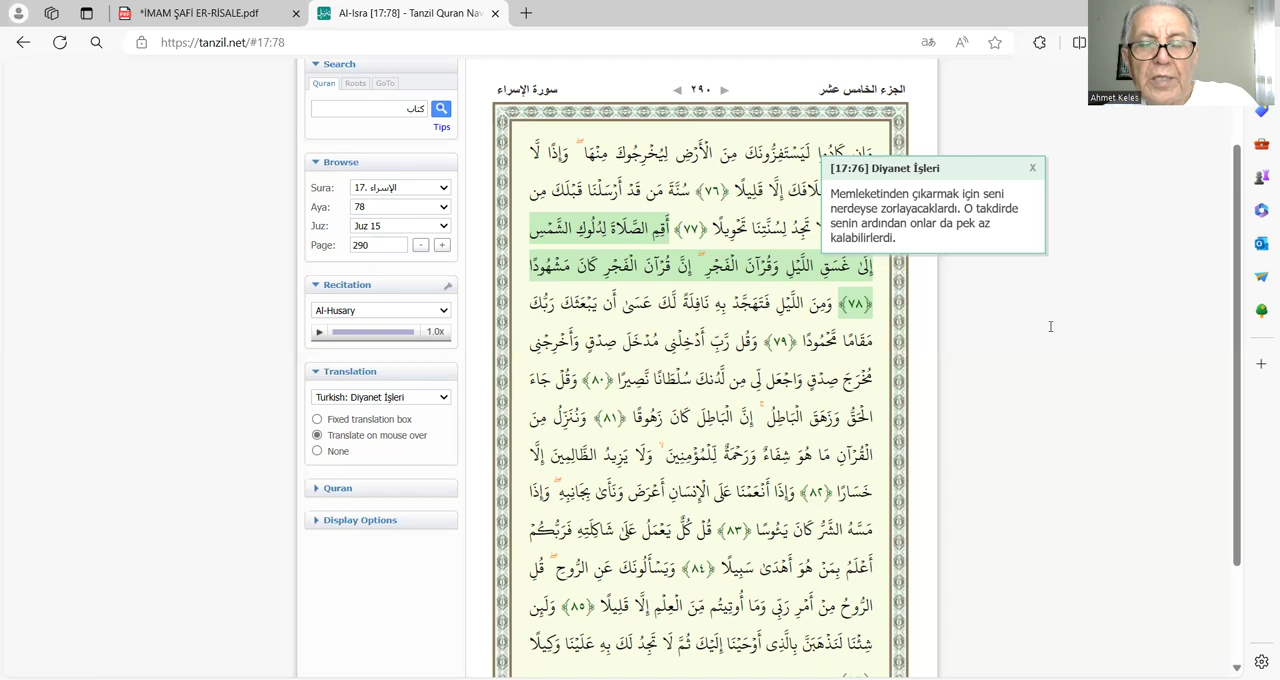 *İMAM ŞAFİ ER-RİSALE.pdf
Al-Isra [17:78] - Tanzil Quran Nav
https://tanzil.net/#17:78
Ahmet Keles
Search
Quran Roots GoTo
كتاب
Tips
Browse
Sura: 17. الإسراء
Aya: 78
Juz: Juz 15
Page: 290 - +
Recitation
Al-Husary
1.0x
Translation
Turkish: Diyanet İşleri
Fixed translation box
Translate on mouse over
None
Quran
Display Options
الجزء الخامس عشر ٢٩٠ سورة الإسراء
وَإِن كَادُوا لَيَسْتَفِزُّونَكَ مِنَ الْأَرْضِ لِيُخْرِجُوكَ مِنْهَا ۖ وَإِذًا لَّا
إِلَّا قَلِيلًا ﴿٧٦﴾ سُنَّةَ مَن قَدْ أَرْسَلْنَا قَبْلَكَ مِن
تَجِدُ لِسُنَّتِنَا تَحْوِيلًا ﴿٧٧﴾ أَقِمِ الصَّلَاةَ لِدُلُوكِ الشَّمْسِ
إِلَىٰ غَسَقِ اللَّيْلِ وَقُرْآنَ الْفَجْرِ ۖ إِنَّ قُرْآنَ الْفَجْرِ كَانَ مَشْهُودًا
﴿٧٨﴾ وَمِنَ اللَّيْلِ فَتَهَجَّدْ بِهِ نَافِلَةً لَّكَ عَسَىٰ أَن يَبْعَثَكَ رَبُّكَ
مَقَامًا مَّحْمُودًا ﴿٧٩﴾ وَقُل رَّبِّ أَدْخِلْنِي مُدْخَلَ صِدْقٍ وَأَخْرِجْنِي
مُخْرَجَ صِدْقٍ وَاجْعَل لِّي مِن لَّدُنكَ سُلْطَانًا نَّصِيرًا ﴿٨٠﴾ وَقُلْ جَاءَ
الْحَقُّ وَزَهَقَ الْبَاطِلُ ۚ إِنَّ الْبَاطِلَ كَانَ زَهُوقًا ﴿٨١﴾ وَنُنَزِّلُ مِنَ
الْقُرْآنِ مَا هُوَ شِفَاءٌ وَرَحْمَةٌ لِّلْمُؤْمِنِينَ ۙ وَلَا يَزِيدُ الظَّالِمِينَ إِلَّا
خَسَارًا ﴿٨٢﴾ وَإِذَا أَنْعَمْنَا عَلَى الْإِنسَانِ أَعْرَضَ وَنَأَىٰ بِجَانِبِهِ ۖ وَإِذَا
مَسَّهُ الشَّرُّ كَانَ يَئُوسًا ﴿٨٣﴾ قُلْ كُلٌّ يَعْمَلُ عَلَىٰ شَاكِلَتِهِ فَرَبُّكُمْ
أَعْلَمُ بِمَنْ هُوَ أَهْدَىٰ سَبِيلًا ﴿٨٤﴾ وَيَسْأَلُونَكَ عَنِ الرُّوحِ ۖ قُلِ
الرُّوحُ مِنْ أَمْرِ رَبِّي وَمَا أُوتِيتُم مِّنَ الْعِلْمِ إِلَّا قَلِيلًا ﴿٨٥﴾ وَلَئِن
شِئْنَا لَنَذْهَبَنَّ بِالَّذِي أَوْحَيْنَا إِلَيْكَ ثُمَّ لَا تَجِدُ لَكَ بِهِ عَلَيْنَا وَكِيلًا
[17:76] Diyanet İşleri X
Memleketinden çıkarmak için seni
nerdeyse zorlayacaklardı. O takdirde
senin ardından onlar da pek az
kalabilirlerdi.